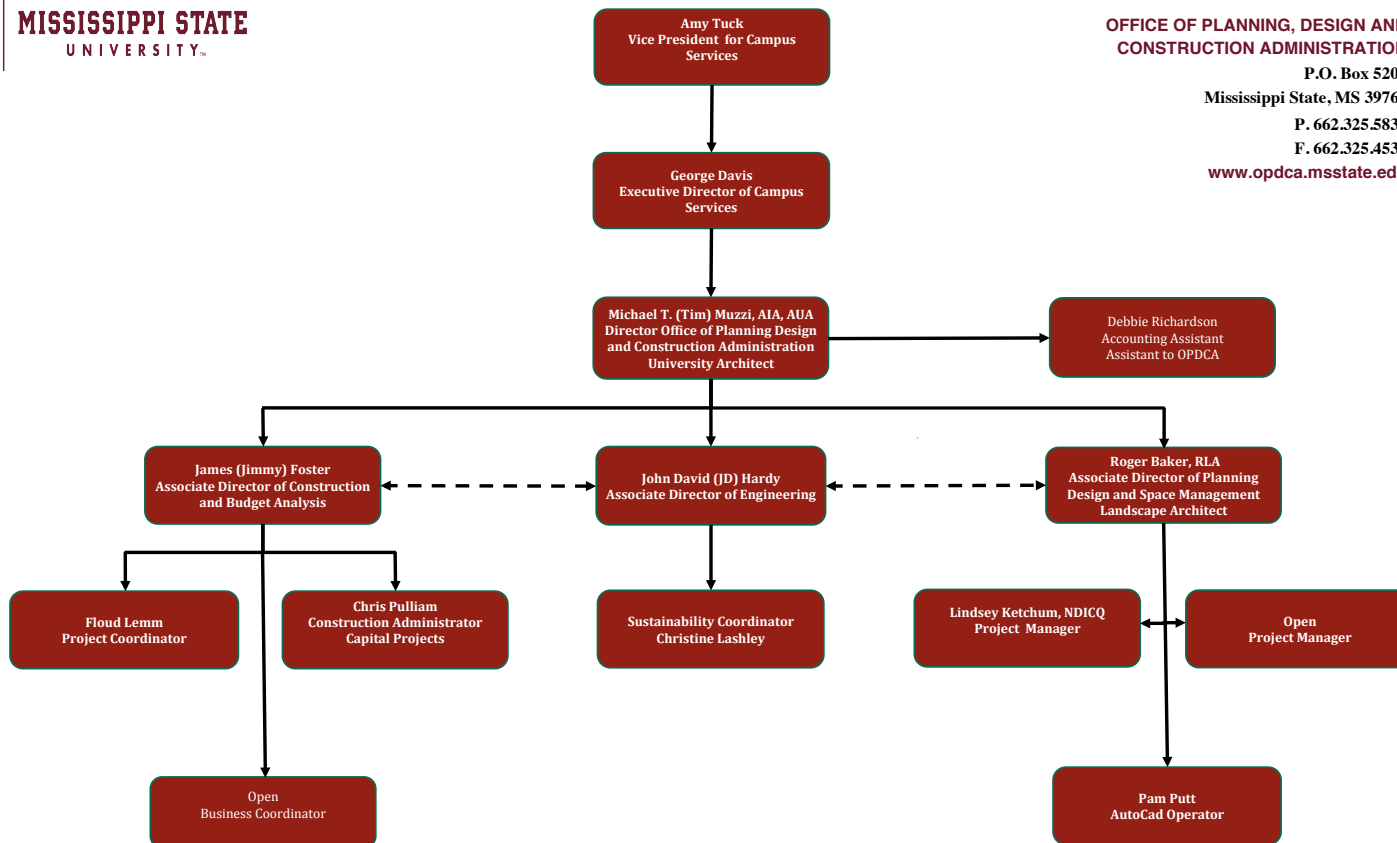 MISSISSIPPI STATE
UNIVERSITY™
OFFICE OF PLANNING, DESIGN AN
CONSTRUCTION ADMINISTRATIO
P.O. Box 520
Mississippi State, MS 3976
P. 662.325.583
F. 662.325.453
www.opdca.msstate.ed
Amy Tuck
Vice President for Campus
Services
George Davis
Executive Director of Campus
Services
Michael T. (Tim) Muzzi, AIA, AUA
Director Office of Planning Design
and Construction Administration
University Architect
Debbie Richardson
Accounting Assistant
Assistant to OPDCA
James (Jimmy) Foster
Associate Director of Construction
and Budget Analysis
John David (JD) Hardy
Associate Director of Engineering
Roger Baker, RLA
Associate Director of Planning
Design and Space Management
Landscape Architect
Floud Lemm
Project Coordinator
Chris Pulliam
Construction Administrator
Capital Projects
Sustainability Coordinator
Christine Lashley
Lindsey Ketchum, NDICQ
Project Manager
Open
Project Manager
Open
Business Coordinator
Pam Putt
AutoCad Operator